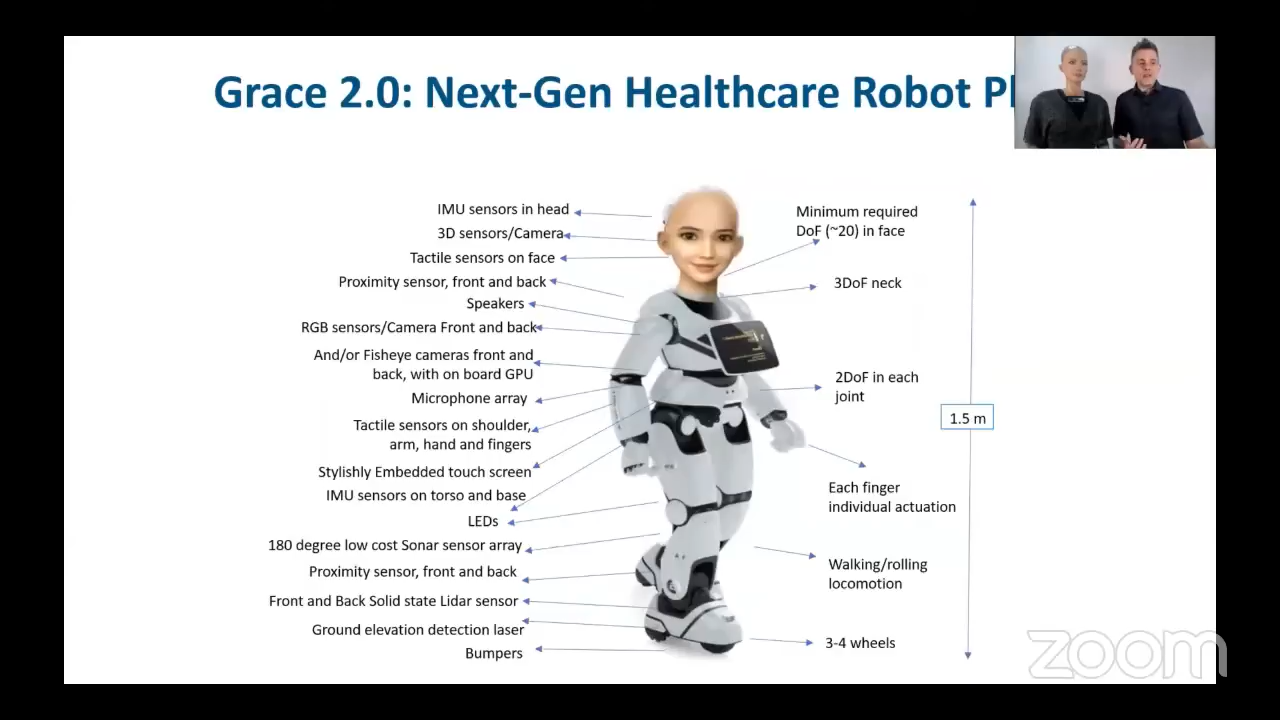 Grace 2.0: Next-Gen Healthcare Robot
IMU sensors in head
3D sensors/Camera
Tactile sensors on face
Proximity sensor, front and back
Speakers
RGB sensors/Camera Front and back
And/or Fisheye cameras front and
back, with on board GPU
Microphone array
Tactile sensors on shoulder,
arm, hand and fingers
Stylishly Embedded touch screen
IMU sensors on torso and base
LEDs
180 degree low cost Sonar sensor array
Proximity sensor, front and back
Front and Back Solid state Lidar sensor
Ground elevation detection laser
Bumpers
Minimum required
DoF (~20) in face
3DoF neck
2DoF in each
joint
Each finger
individual actuation
Walking/rolling
locomotion
3-4 wheels
1.5 m
zoom